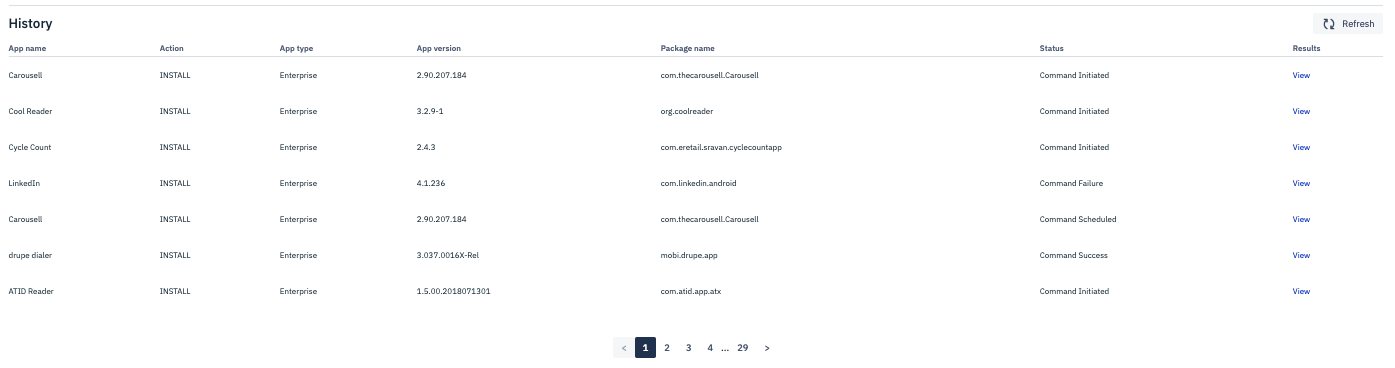 History
Refresh
App name Action App type App version Package name Status Results
Carousell INSTALL Enterprise 2.90.207.184 com.thecarousell.Carousell Command Initiated View
Cool Reader INSTALL Enterprise 3.2.9-1 org.coolreader Command Initiated View
Cycle Count INSTALL Enterprise 2.4.3 com.eretail.sravan.cyclecountapp Command Initiated View
LinkedIn INSTALL Enterprise 4.1.236 com.linkedin.android Command Failure View
Carousell INSTALL Enterprise 2.90.207.184 com.thecarousell.Carousell Command Scheduled View
drupe dialer INSTALL Enterprise 3.037.0016X-Rel mobi.drupe.app Command Success View
ATID Reader INSTALL Enterprise 1.5.00.2018071301 com.atid.app.atx Command Initiated View
< 1 2 3 4 ... 29 >